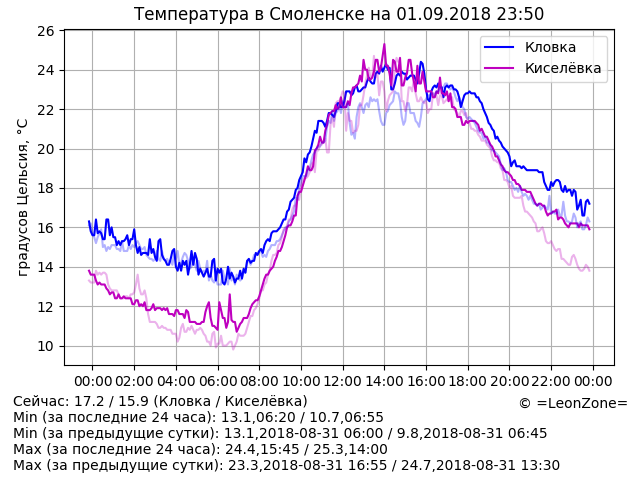 Температура в Смоленске на 01.09.2018 23:50
26
24
22
20
18
16
14
12
10
градусов Цельсия, °C
Кловка
Киселёвка
00:00 02:00 04:00 06:00 08:00 10:00 12:00 14:00 16:00 18:00 20:00 22:00 00:00
Сейчас: 17.2 / 15.9 (Кловка / Киселёвка)
© =LeonZone=
Min (за последние 24 часа): 13.1,06:20 / 10.7,06:55
Min (за предыдущие сутки): 13.1,2018-08-31 06:00 / 9.8,2018-08-31 06:45
Max (за последние 24 часа): 24.4,15:45 / 25.3,14:00
Max (за предыдущие сутки): 23.3,2018-08-31 16:55 / 24.7,2018-08-31 13:30